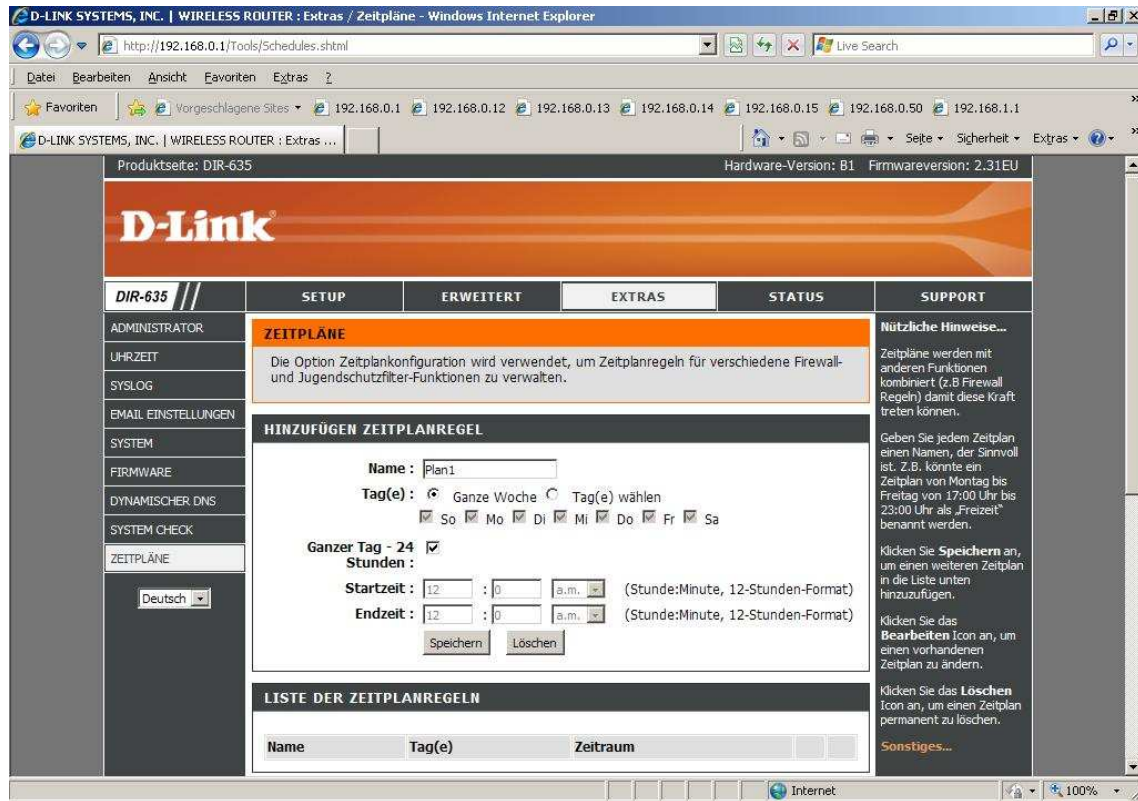 D-LINK SYSTEMS, INC. | WIRELESS ROUTER : Extras / Zeitpläne - Windows Internet Explorer
http://192.168.0.1/Tools/Schedules.shtml
Live Search
Datei Bearbeiten Ansicht Favoriten Extras ?
Favoriten Vorgeschlagene Sites 192.168.0.1 192.168.0.12 192.168.0.13 192.168.0.14 192.168.0.15 192.168.0.50 192.168.1.1
D-LINK SYSTEMS, INC. | WIRELESS ROUTER : Extras ...
Seite Sicherheit Extras
Produktseite: DIR-635
Hardware-Version: B1 Firmwareversion: 2.31EU
D-Link®
DIR-635
SETUP ERWEITERT EXTRAS STATUS SUPPORT
ADMINISTRATOR
UHRZEIT
SYSLOG
EMAIL EINSTELLUNGEN
SYSTEM
FIRMWARE
DYNAMISCHER DNS
SYSTEM CHECK
ZEITPLÄNE
Deutsch
ZEITPLÄNE
Die Option Zeitplankonfiguration wird verwendet, um Zeitplanregeln für verschiedene Firewall-
und Jugendschutzfilter-Funktionen zu verwalten.
HINZUFÜGEN ZEITPLANREGEL
Name : Plan1
Tag(e) : Ganze Woche Tag(e) wählen
So Mo Di Mi Do Fr Sa
Ganzer Tag - 24
Stunden :
Startzeit : 12 : 0 a.m. (Stunde:Minute, 12-Stunden-Format)
Endzeit : 12 : 0 a.m. (Stunde:Minute, 12-Stunden-Format)
Speichern Löschen
LISTE DER ZEITPLANREGELN
Name Tag(e) Zeitraum
Nützliche Hinweise...
Zeitpläne werden mit
anderen Funktionen
kombiniert (z.B Firewall
Regeln) damit diese Kraft
treten können.
Geben Sie jedem Zeitplan
einen Namen, der Sinnvoll
ist. Z.B. könnte ein
Zeitplan von Montag bis
Freitag von 17:00 Uhr bis
23:00 Uhr als „Freizeit“
benannt werden.
Klicken Sie Speichern an,
um einen weiteren Zeitplan
in die Liste unten
hinzuzufügen.
Klicken Sie das
Bearbeiten Icon an, um
einen vorhandenen
Zeitplan zu ändern.
Klicken Sie das Löschen
Icon an, um einen Zeitplan
permanent zu löschen.
Sonstiges...
Internet
100%